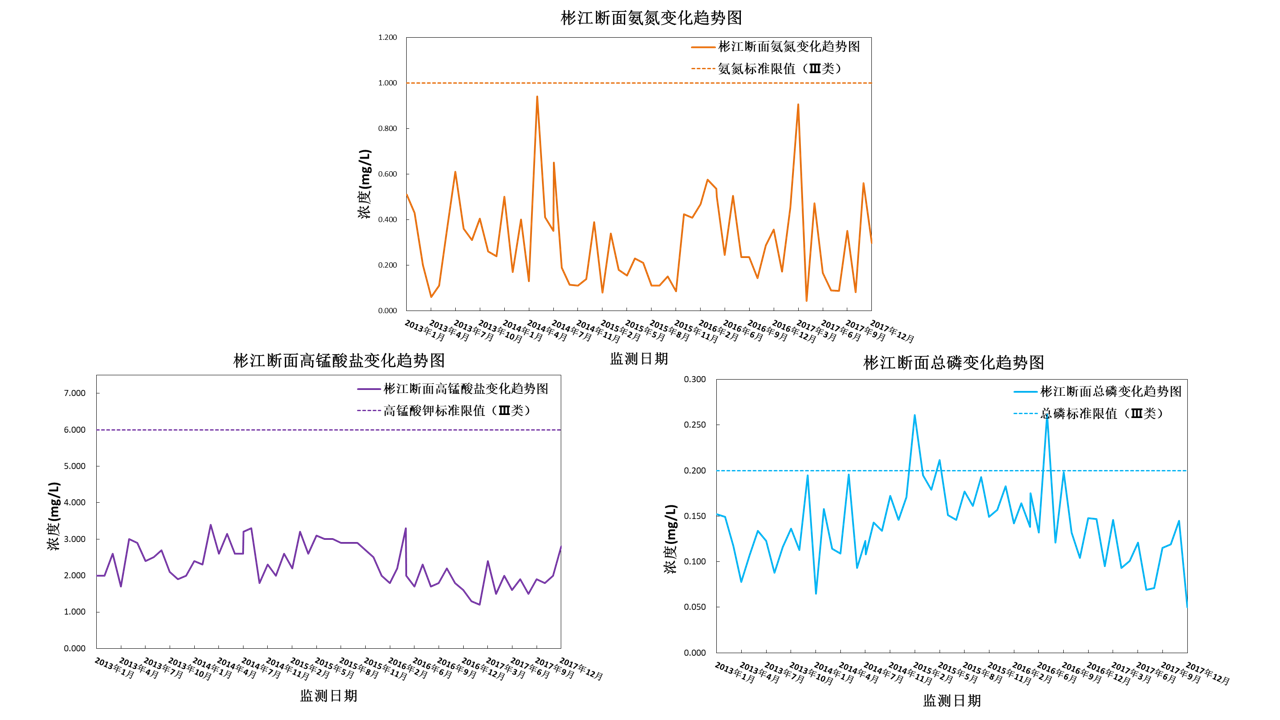 彬江断面氨氮变化趋势图
1.200
1.000
0.800
0.600
0.400
0.200
0.000
浓度(mg/L)
彬江断面氨氮变化趋势图
氨氮标准限值（Ⅲ类）
2013年1月
2013年4月
2013年7月
2013年10月
2014年1月
2014年4月
2014年7月
2014年11月
2015年2月
2015年5月
2015年8月
2015年11月
2016年2月
2016年6月
2016年9月
2016年12月
2017年3月
2017年6月
2017年9月
2017年12月
监测日期
彬江断面高锰酸盐变化趋势图
7.000
6.000
5.000
4.000
3.000
2.000
1.000
0.000
浓度(mg/L)
彬江断面高锰酸盐变化趋势图
高锰酸钾标准限值（Ⅲ类）
2013年1月
2013年4月
2013年7月
2013年10月
2014年1月
2014年4月
2014年7月
2014年11月
2015年2月
2015年5月
2015年8月
2015年11月
2016年2月
2016年6月
2016年9月
2016年12月
2017年3月
2017年6月
2017年9月
2017年12月
监测日期
彬江断面总磷变化趋势图
0.300
0.250
0.200
0.150
0.100
0.050
0.000
浓度(mg/L)
彬江断面总磷变化趋势图
总磷标准限值（Ⅲ类）
2013年1月
2013年4月
2013年7月
2013年10月
2014年1月
2014年4月
2014年7月
2014年11月
2015年2月
2015年5月
2015年8月
2015年11月
2016年2月
2016年6月
2016年9月
2016年12月
2017年3月
2017年6月
2017年9月
2017年12月
监测日期